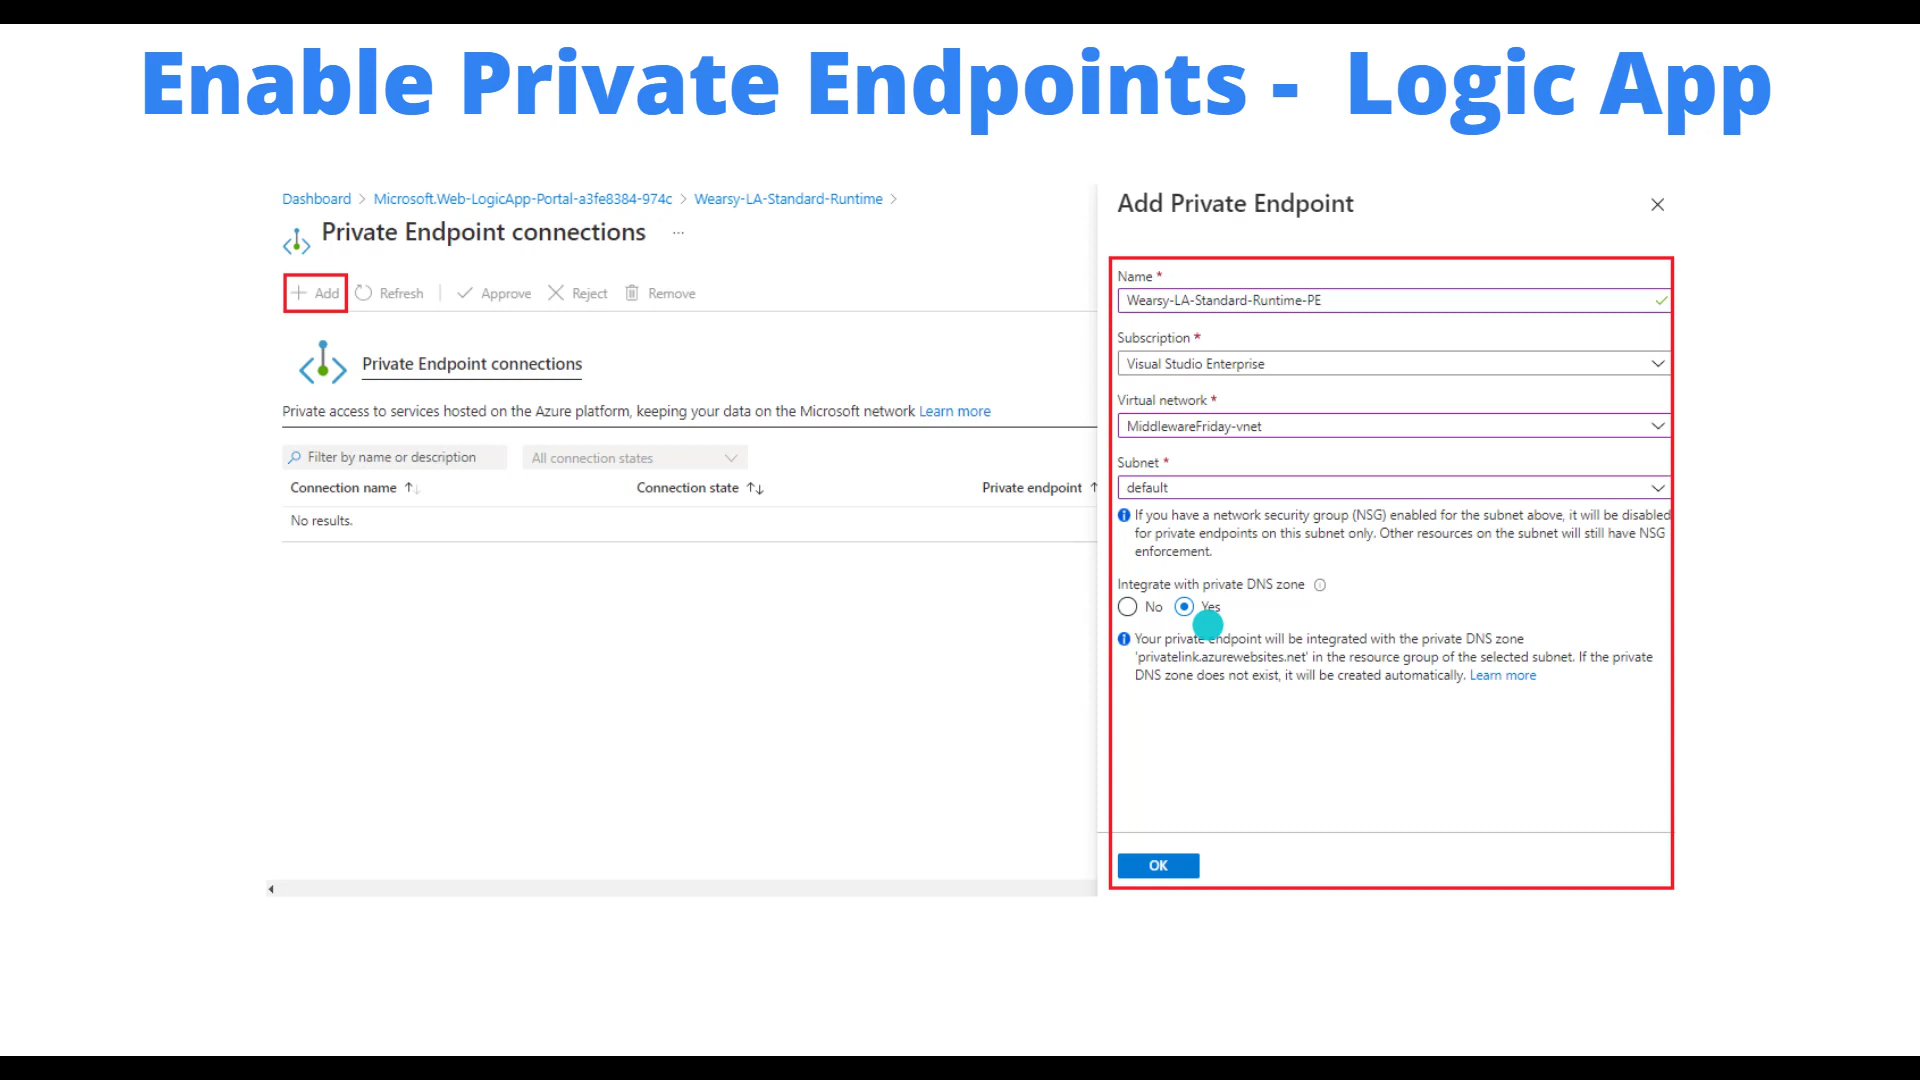 Enable Private Endpoints - Logic App
Dashboard > Microsoft.Web-LogicApp-Portal-a3fe8384-974c > Wearsy-LA-Standard-Runtime >
Private Endpoint connections ...
+ Add Refresh | Approve Reject Remove
Private Endpoint connections
Private access to services hosted on the Azure platform, keeping your data on the Microsoft network Learn more
Filter by name or description All connection states
Connection name ↑↓ Connection state ↑↓ Private endpoint ↑
No results.
Add Private Endpoint
Name *
Wearsy-LA-Standard-Runtime-PE
Subscription *
Visual Studio Enterprise
Virtual network *
MiddlewareFriday-vnet
Subnet *
default
If you have a network security group (NSG) enabled for the subnet above, it will be disabled
for private endpoints on this subnet only. Other resources on the subnet will still have NSG
enforcement.
Integrate with private DNS zone
No Yes
Your private endpoint will be integrated with the private DNS zone
'privatelink.azurewebsites.net' in the resource group of the selected subnet. If the private
DNS zone does not exist, it will be created automatically. Learn more
OK